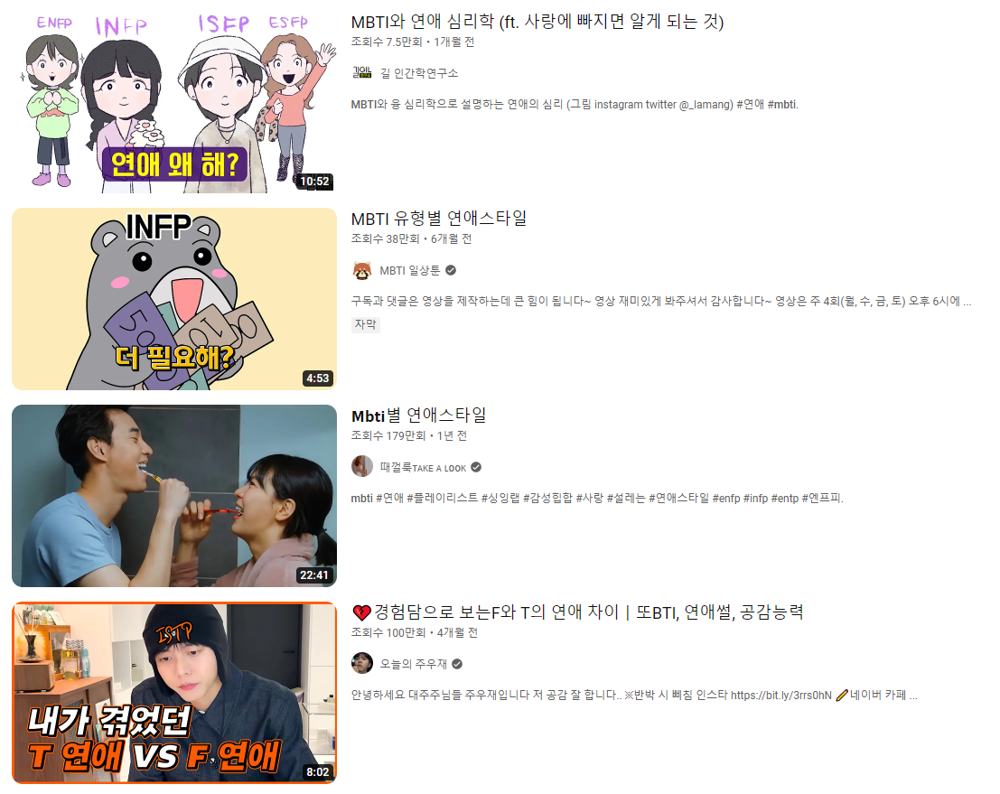 ENFP INFP ISFP ESFP
연애 왜 해?
10:52
MBTI와 연애 심리학 (ft. 사랑에 빠지면 알게 되는 것)
조회수 7.5만회 • 1개월 전
길 인간학연구소
MBTI와 융 심리학으로 설명하는 연애의 심리 (그림 instagram twitter @_lamang) #연애 #mbti.
INFP
50
더 필요해?
4:53
MBTI 유형별 연애스타일
조회수 38만회 • 6개월 전
MBTI 일상툰
구독과 댓글은 영상을 제작하는데 큰 힘이 됩니다~ 영상 재미있게 봐주셔서 감사합니다~ 영상은 주 4회(월, 수, 금, 토) 오후 6시에 ...
자막
22:41
Mbti별 연애스타일
조회수 179만회 • 1년 전
때껄룩TAKE A LOOK
mbti #연애 #플레이리스트 #싱잉랩 #감성힙합 #사랑 #설레는 #연애스타일 #enfp #infp #entp #엔프피.
ISTP
내가 겪었던
T 연애 VS F 연애
8:02
💔경험담으로 보는F와 T의 연애 차이 | 또BTI, 연애썰, 공감능력
조회수 100만회 • 4개월 전
오늘의 주우재
안녕하세요 대주주님들 주우재입니다 저 공감 잘 합니다.. ※반박 시 삐침 인스타 https://bit.ly/3rrs0hN 🖍네이버 카페 ...